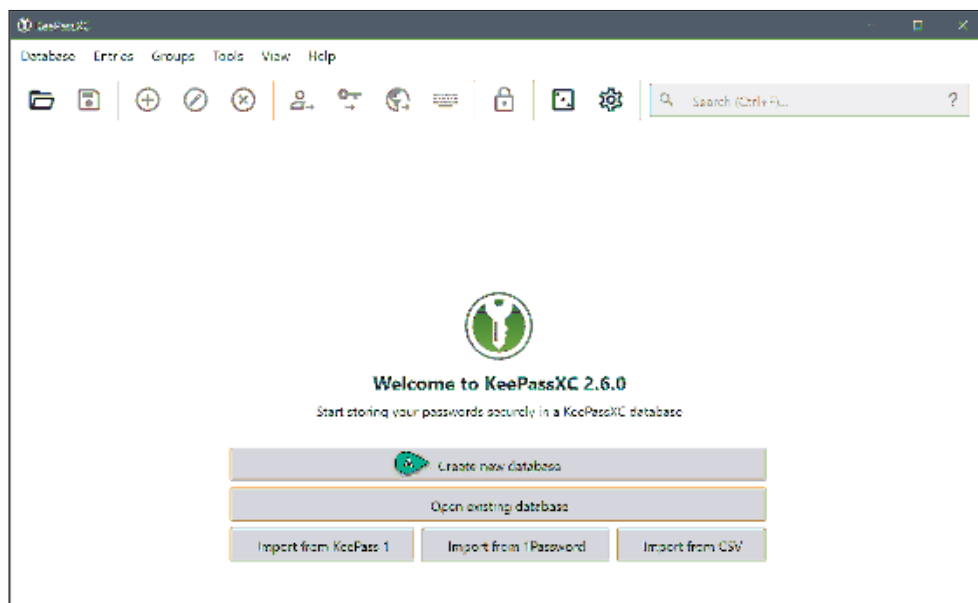 KeePassXC
Database Entries Groups Tools View Help
Search (Ctrl+F)... ?
Welcome to KeePassXC 2.6.0
Start storing your passwords securely in a KeePassXC database
A Create new database
Open existing database
Import from KeePass 1 Import from 1Password Import from CSV